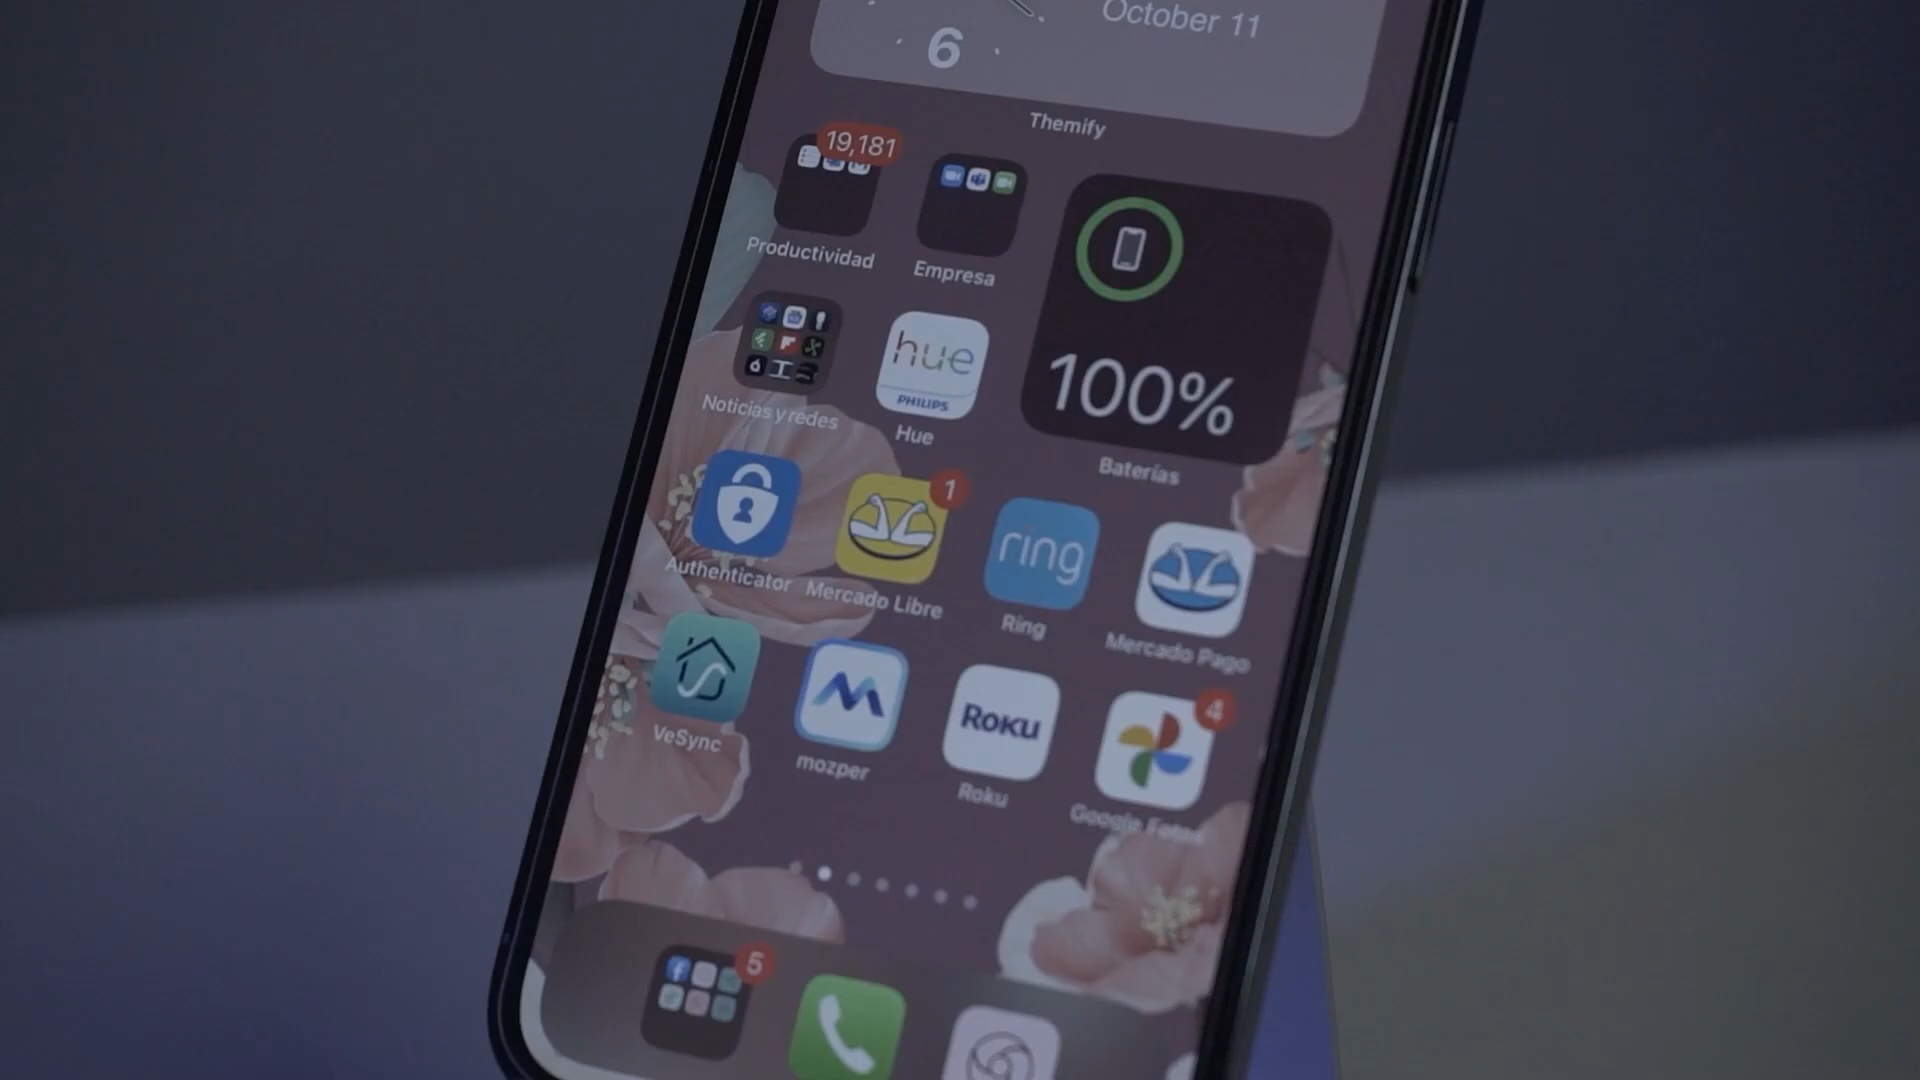 October 11
6
Themify
19,181
Productividad
Empresa
100%
Baterías
Noticias y redes
hue
PHILIPS
Hue
Authenticator
1
Mercado Libre
ring
Ring
Mercado Pago
VeSync
mozper
ROKU
Roku
4
Google Fotos
5